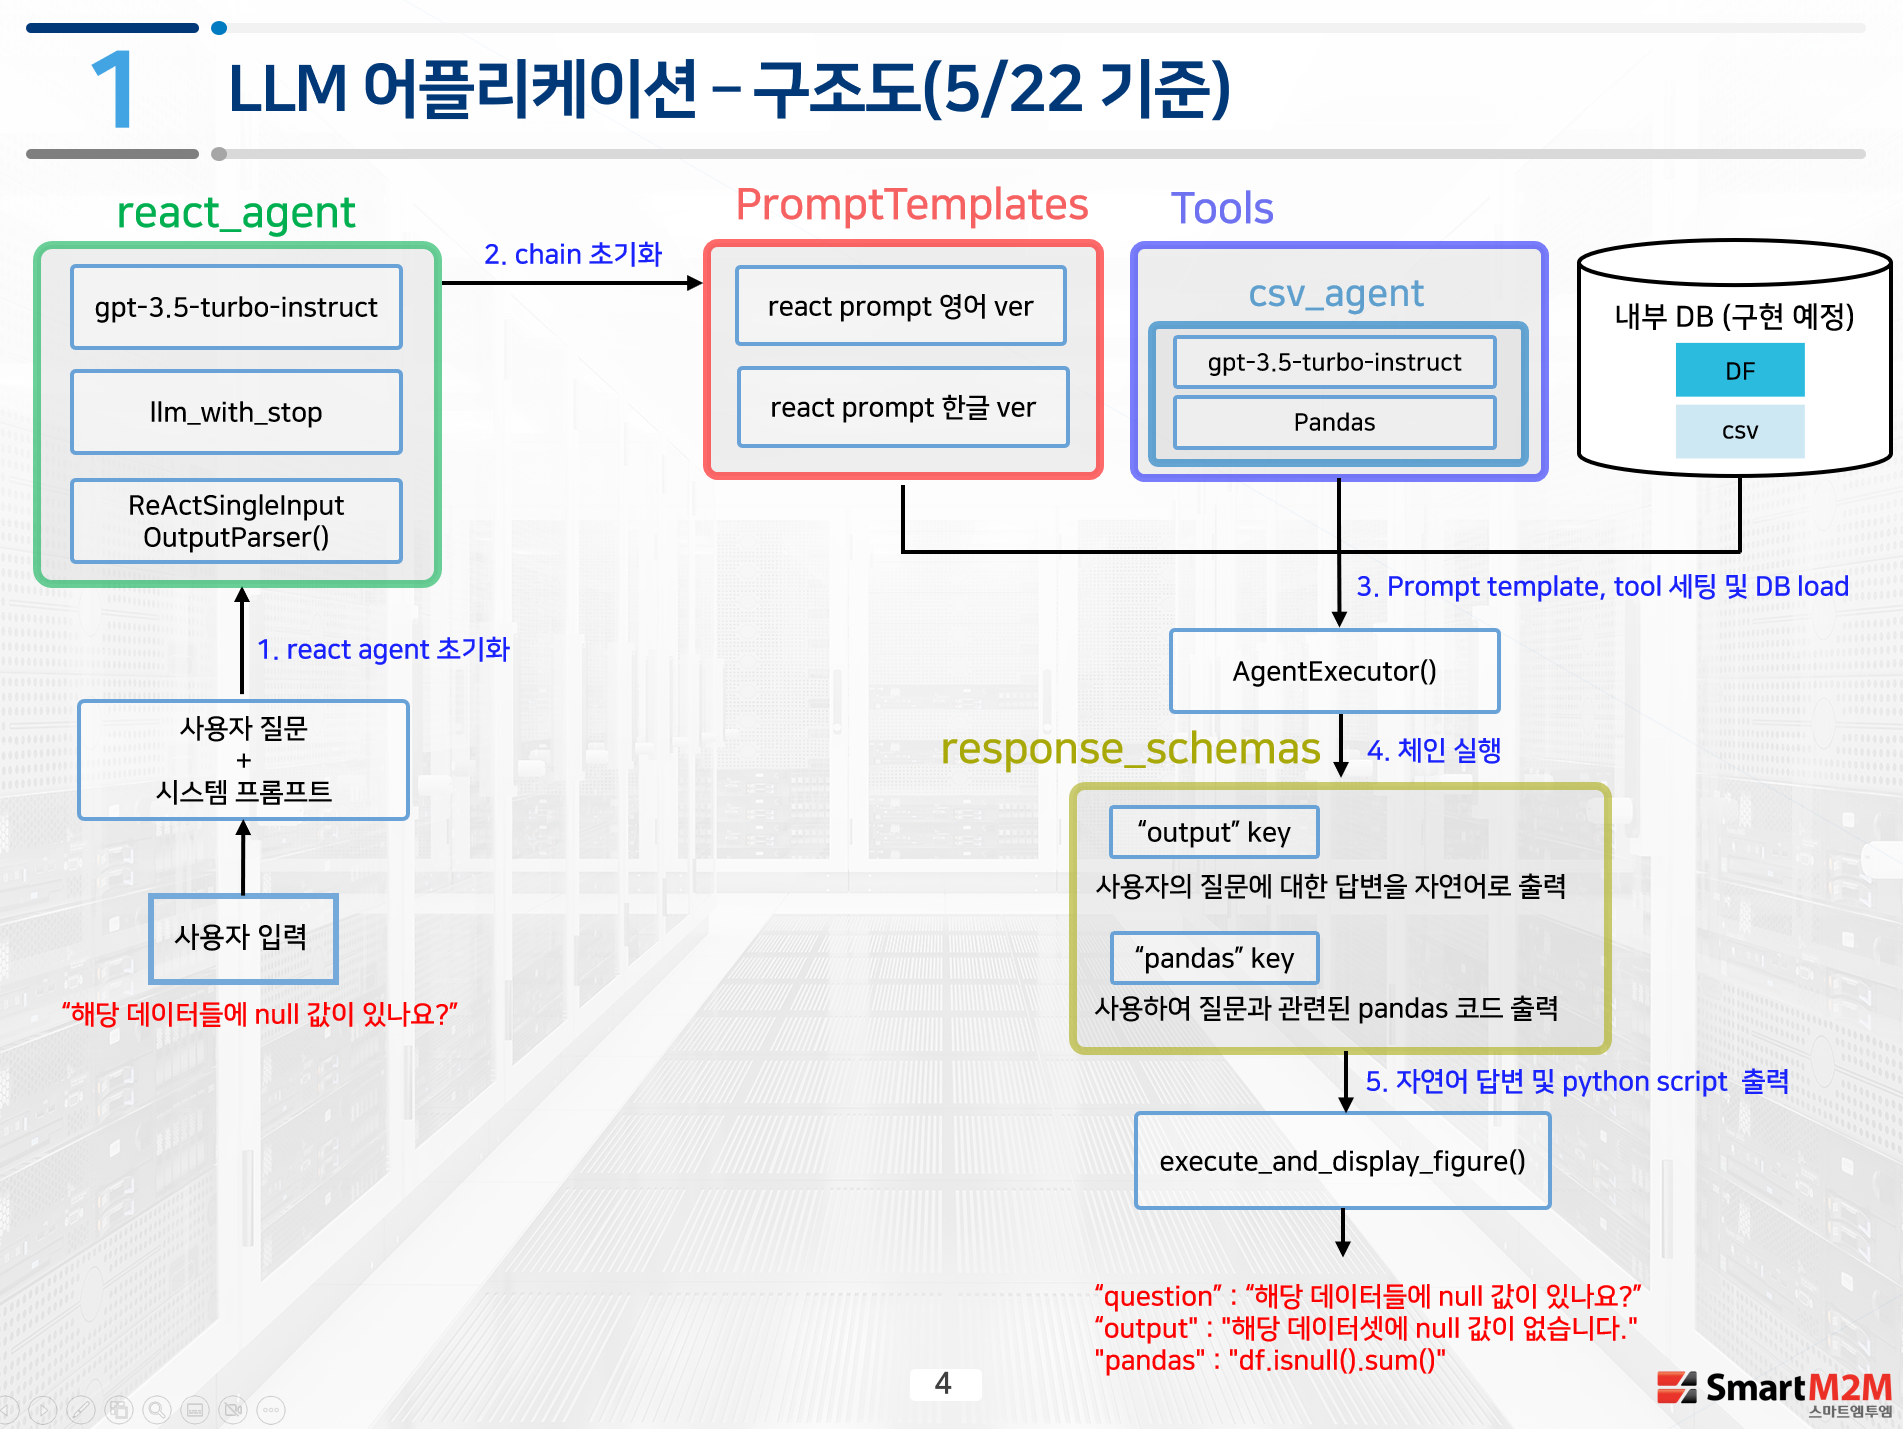 1
LLM 어플리케이션 – 구조도(5/22 기준)
react_agent
gpt-3.5-turbo-instruct
llm_with_stop
ReActSingleInput
OutputParser()
2. chain 초기화
PromptTemplates
react prompt 영어 ver
react prompt 한글 ver
Tools
csv_agent
gpt-3.5-turbo-instruct
Pandas
내부 DB (구현 예정)
DF
csv
1. react agent 초기화
사용자 질문
+
시스템 프롬프트
사용자 입력
“해당 데이터들에 null 값이 있나요?”
3. Prompt template, tool 세팅 및 DB load
AgentExecutor()
4. 체인 실행
response_schemas
“output” key
사용자의 질문에 대한 답변을 자연어로 출력
“pandas” key
사용하여 질문과 관련된 pandas 코드 출력
5. 자연어 답변 및 python script 출력
execute_and_display_figure()
“question” : “해당 데이터들에 null 값이 있나요?”
“output" : "해당 데이터셋에 null 값이 없습니다."
"pandas" : "df.isnull().sum()"
4
SmartM2M
스마트엠투엠